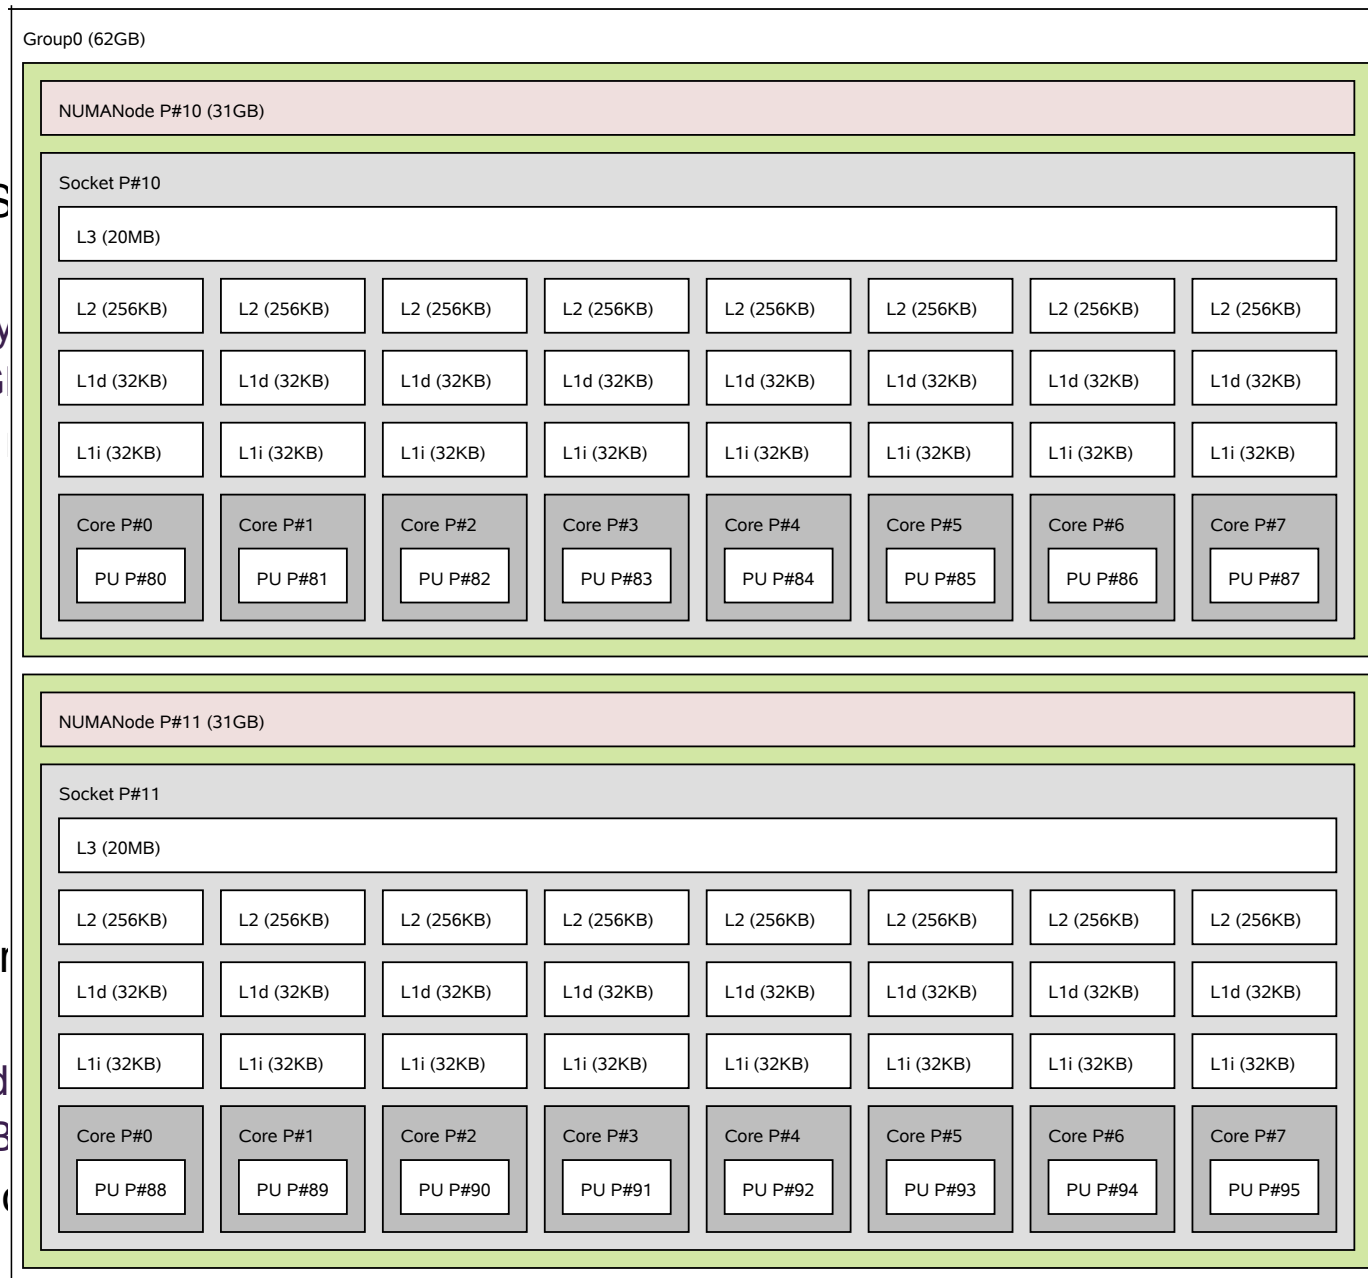 Group0 (62GB)
NUMANode P#10 (31GB)
Socket P#10
L3 (20MB)
L2 (256KB) L2 (256KB) L2 (256KB) L2 (256KB) L2 (256KB) L2 (256KB) L2 (256KB) L2 (256KB)
L1d (32KB) L1d (32KB) L1d (32KB) L1d (32KB) L1d (32KB) L1d (32KB) L1d (32KB) L1d (32KB)
L1i (32KB) L1i (32KB) L1i (32KB) L1i (32KB) L1i (32KB) L1i (32KB) L1i (32KB) L1i (32KB)
Core P#0 Core P#1 Core P#2 Core P#3 Core P#4 Core P#5 Core P#6 Core P#7
PU P#80 PU P#81 PU P#82 PU P#83 PU P#84 PU P#85 PU P#86 PU P#87
NUMANode P#11 (31GB)
Socket P#11
L3 (20MB)
L2 (256KB) L2 (256KB) L2 (256KB) L2 (256KB) L2 (256KB) L2 (256KB) L2 (256KB) L2 (256KB)
L1d (32KB) L1d (32KB) L1d (32KB) L1d (32KB) L1d (32KB) L1d (32KB) L1d (32KB) L1d (32KB)
L1i (32KB) L1i (32KB) L1i (32KB) L1i (32KB) L1i (32KB) L1i (32KB) L1i (32KB) L1i (32KB)
Core P#0 Core P#1 Core P#2 Core P#3 Core P#4 Core P#5 Core P#6 Core P#7
PU P#88 PU P#89 PU P#90 PU P#91 PU P#92 PU P#93 PU P#94 PU P#95